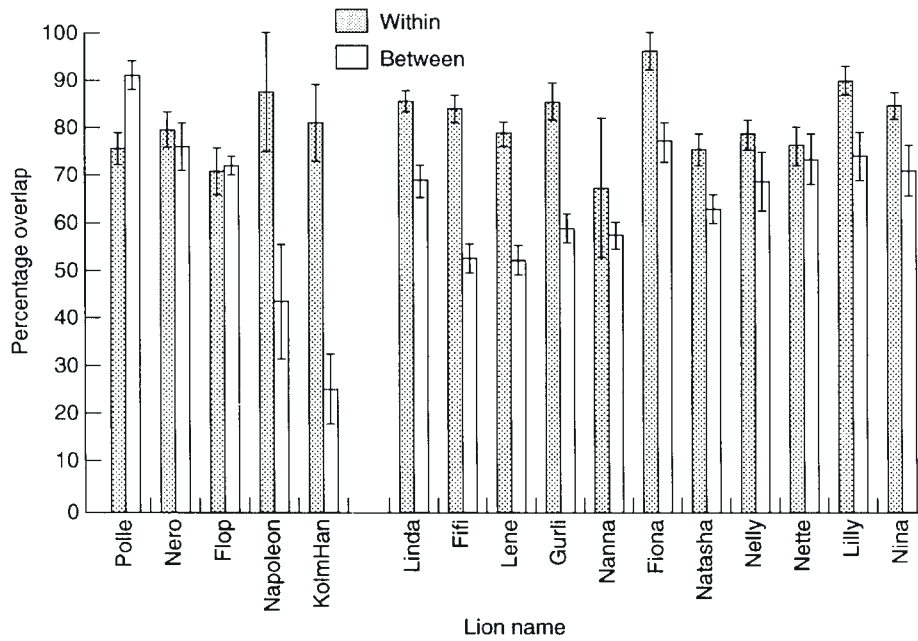 Within
Between
Percentage overlap
100
90
80
70
60
50
40
30
20
10
0
Polle
Nero
Flop
Napoleon
KolmHan
Linda
Fifi
Lene
Gurli
Nanna
Fiona
Natasha
Nelly
Nette
Lilly
Nina
Lion name